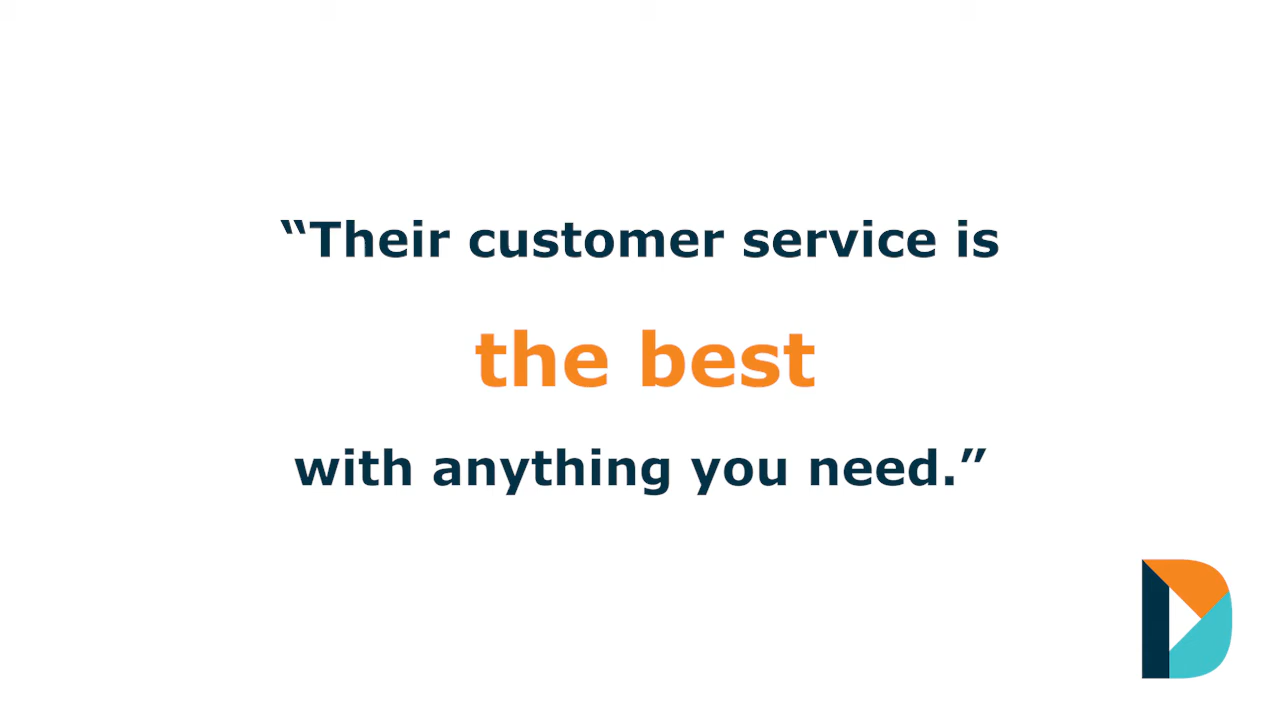 “Their customer service is
the best
with anything you need.”